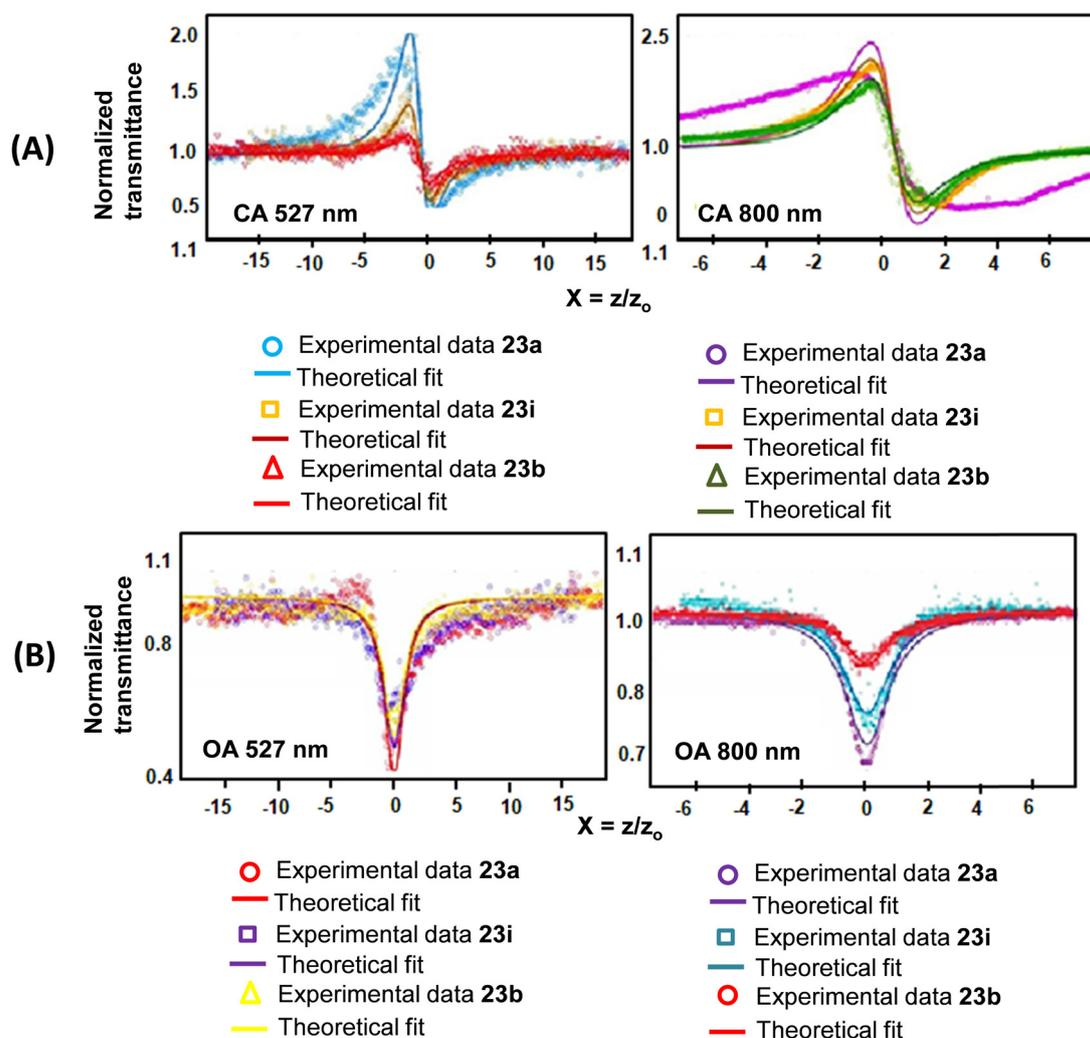 (A)
Normalized
transmittance
2.0
1.5
1.0
0.5
1.1
CA 527 nm
-15 -10 -5 0 5 10 15
2.5
1.0
0
1.1
CA 800 nm
-6 -4 -2 0 2 4 6
X = z/zo
Experimental data 23a
Theoretical fit
Experimental data 23i
Theoretical fit
Experimental data 23b
Theoretical fit
Experimental data 23a
Theoretical fit
Experimental data 23i
Theoretical fit
Experimental data 23b
Theoretical fit
(B)
Normalized
transmittance
1.1
0.8
0.4
OA 527 nm
-15 -10 -5 0 5 10 15
1.1
1.0
0.8
0.7
OA 800 nm
-6 -4 -2 0 2 4 6
X = z/zo
Experimental data 23a
Theoretical fit
Experimental data 23i
Theoretical fit
Experimental data 23b
Theoretical fit
Experimental data 23a
Theoretical fit
Experimental data 23i
Theoretical fit
Experimental data 23b
Theoretical fit